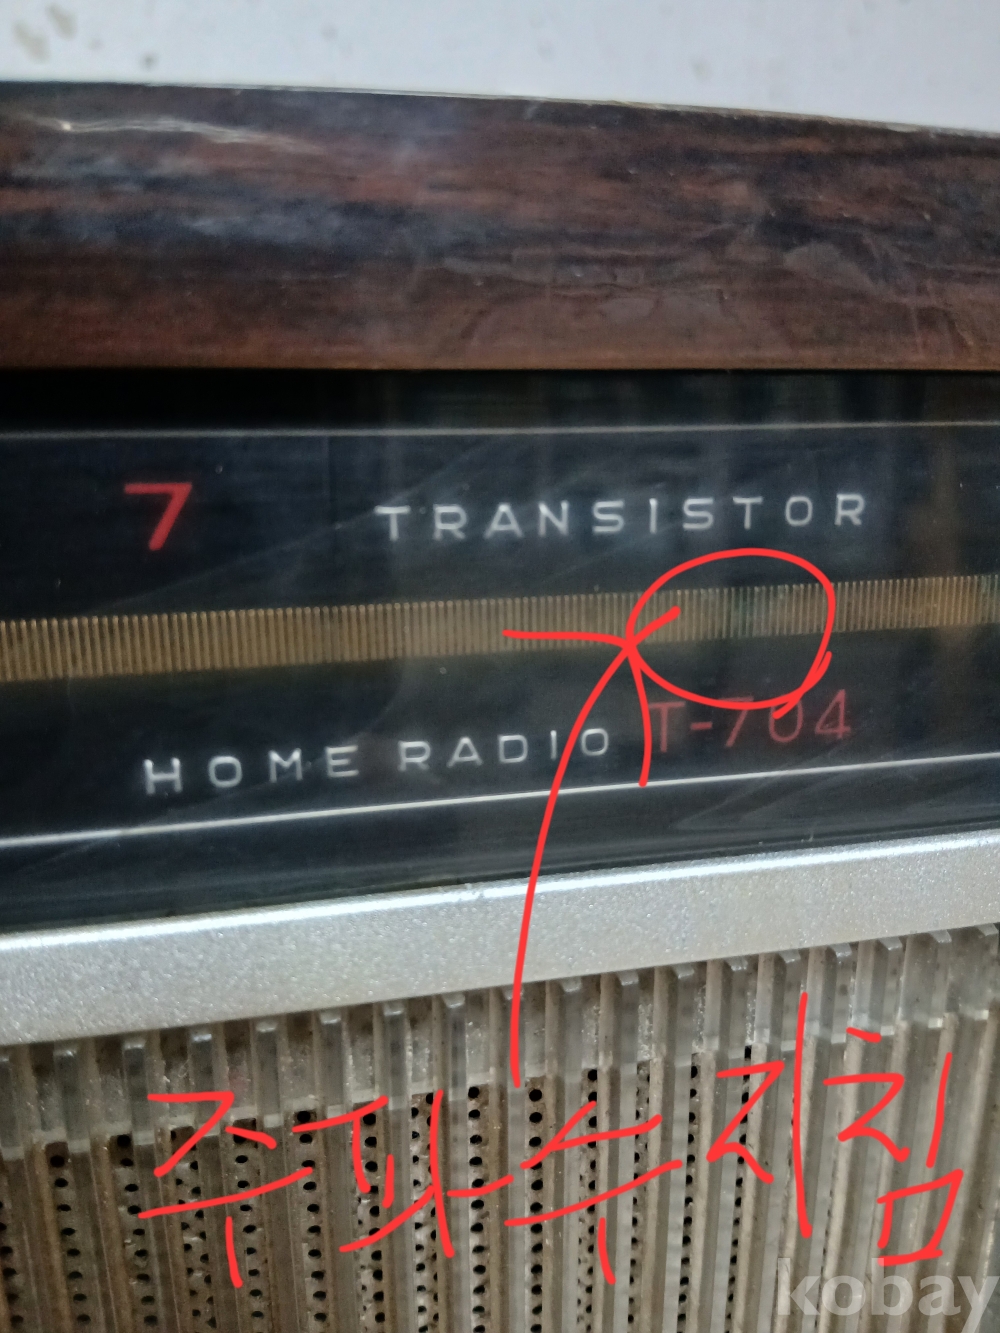 7 TRANSISTOR
HOME RADIO T-704
주파수지침
kobay